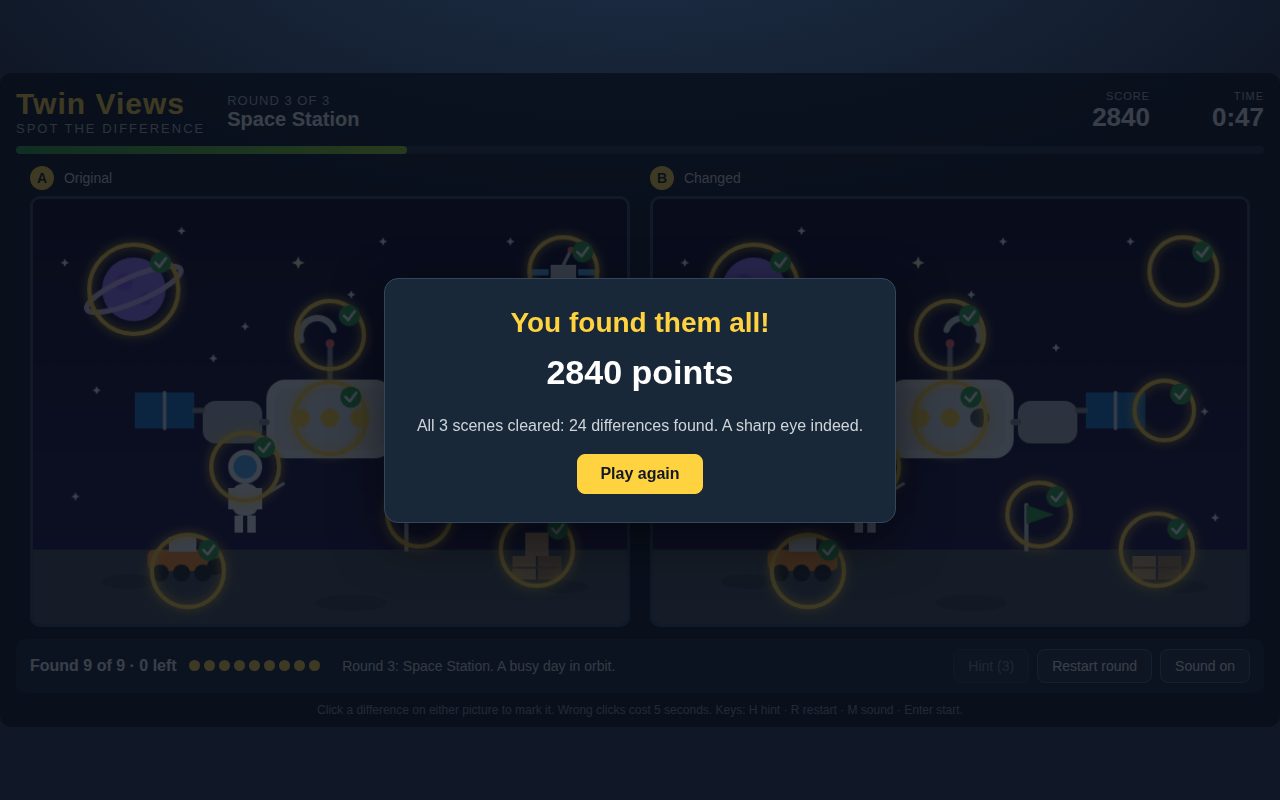 Twin Views
SPOT THE DIFFERENCE
ROUND 3 OF 3
Space Station
SCORE
2840
TIME
0:47
A Original
B Changed
You found them all!
2840 points
All 3 scenes cleared: 24 differences found. A sharp eye indeed.
Play again
Found 9 of 9 · 0 left
Round 3: Space Station. A busy day in orbit.
Hint (3)
Restart round
Sound on
Click a difference on either picture to mark it. Wrong clicks cost 5 seconds. Keys: H hint · R restart · M sound · Enter start.